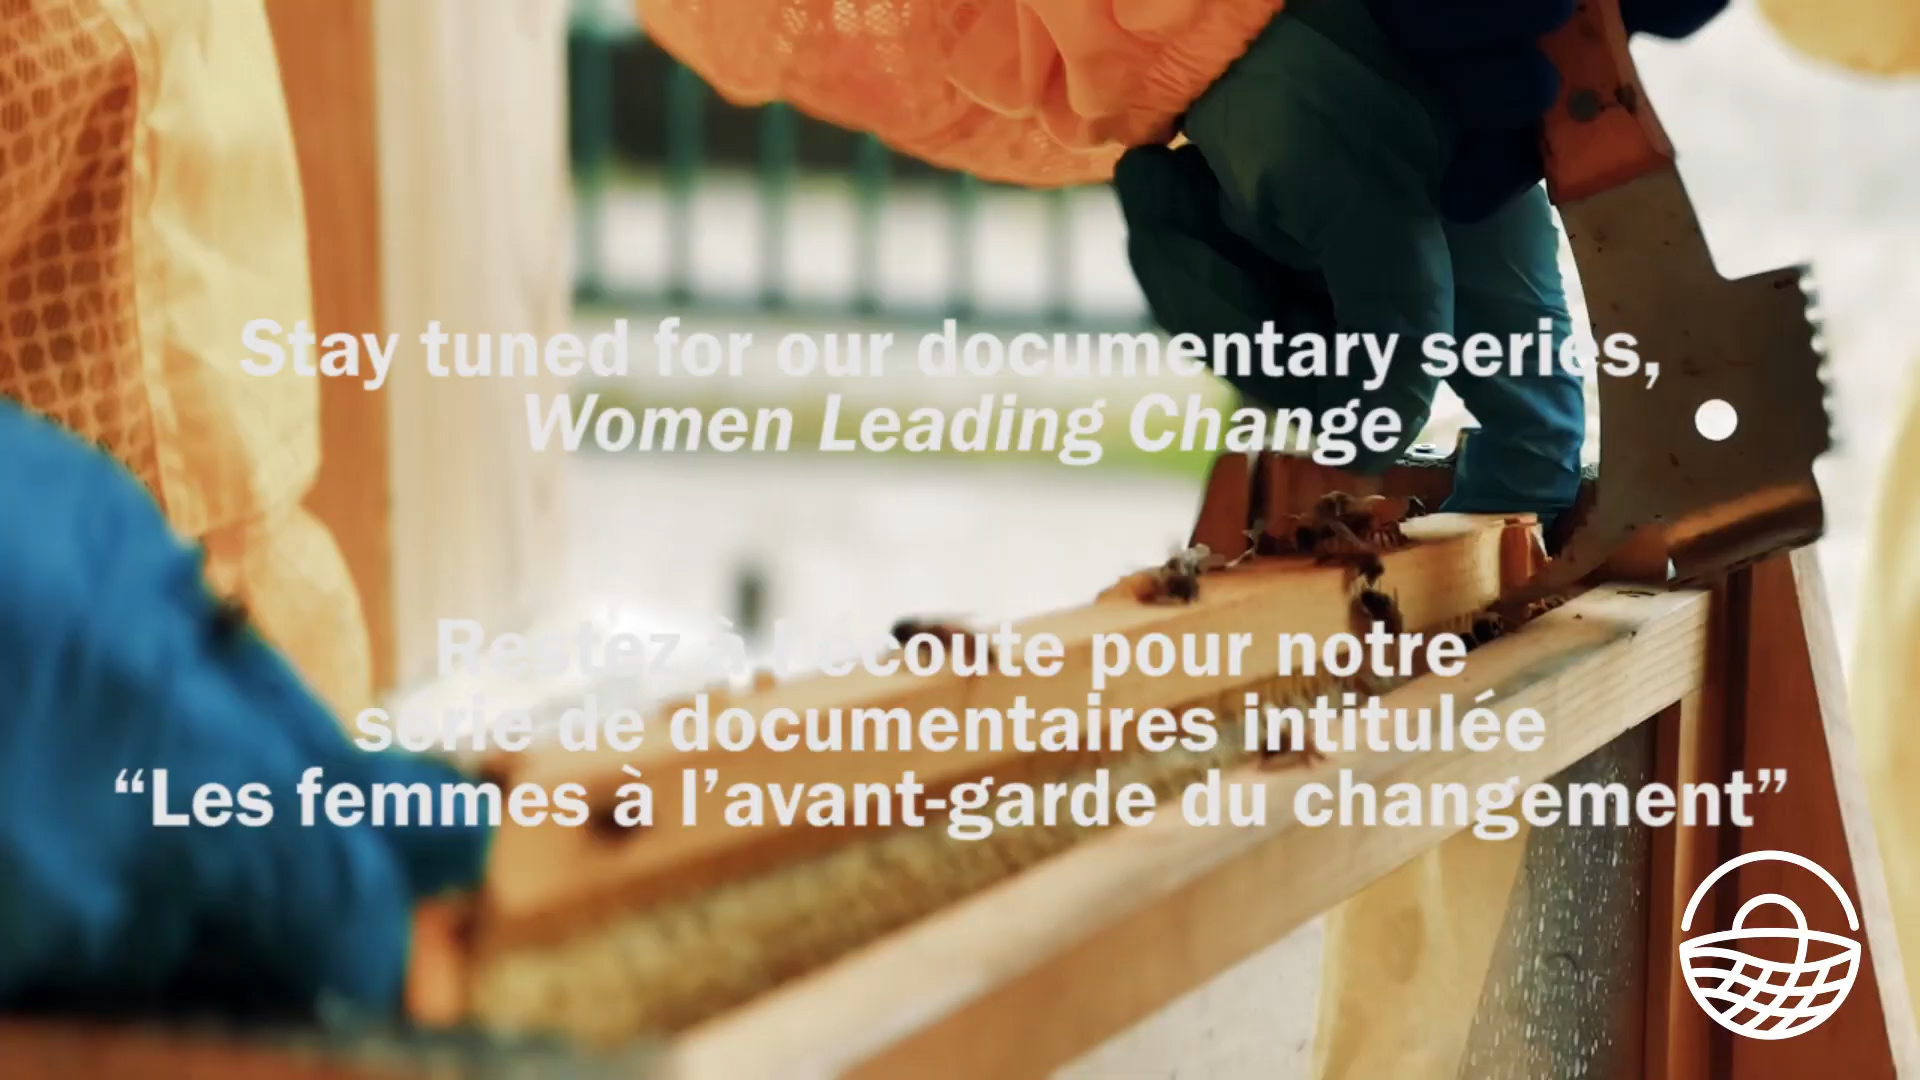 Stay tuned for our documentary series,
Women Leading Change
Restez à l'écoute pour notre
série de documentaires intitulée
“Les femmes à l’avant-garde du changement”